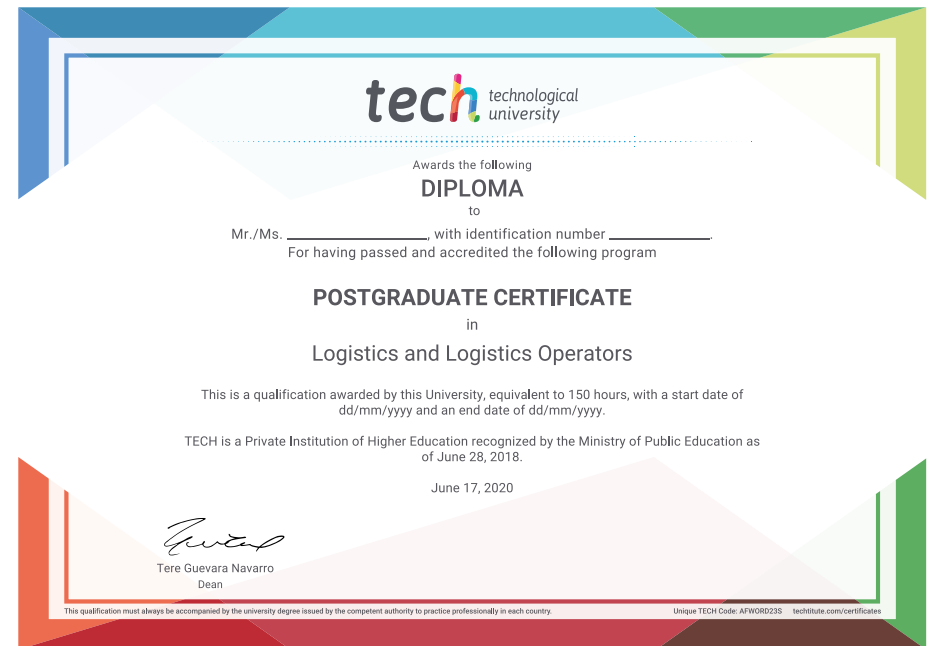 tech technological
university
Awards the following
DIPLOMA
to
Mr./Ms. ____________________, with identification number ______________.
For having passed and accredited the following program
POSTGRADUATE CERTIFICATE
in
Logistics and Logistics Operators
This is a qualification awarded by this University, equivalent to 150 hours, with a start date of
dd/mm/yyyy and an end date of dd/mm/yyyy.
TECH is a Private Institution of Higher Education recognized by the Ministry of Public Education as
of June 28, 2018.
June 17, 2020
Tere Guevara Navarro
Dean
This qualification must always be accompanied by the university degree issued by the competent authority to practice professionally in each country.
Unique TECH Code: AFWORD23S techtitute.com/certificates